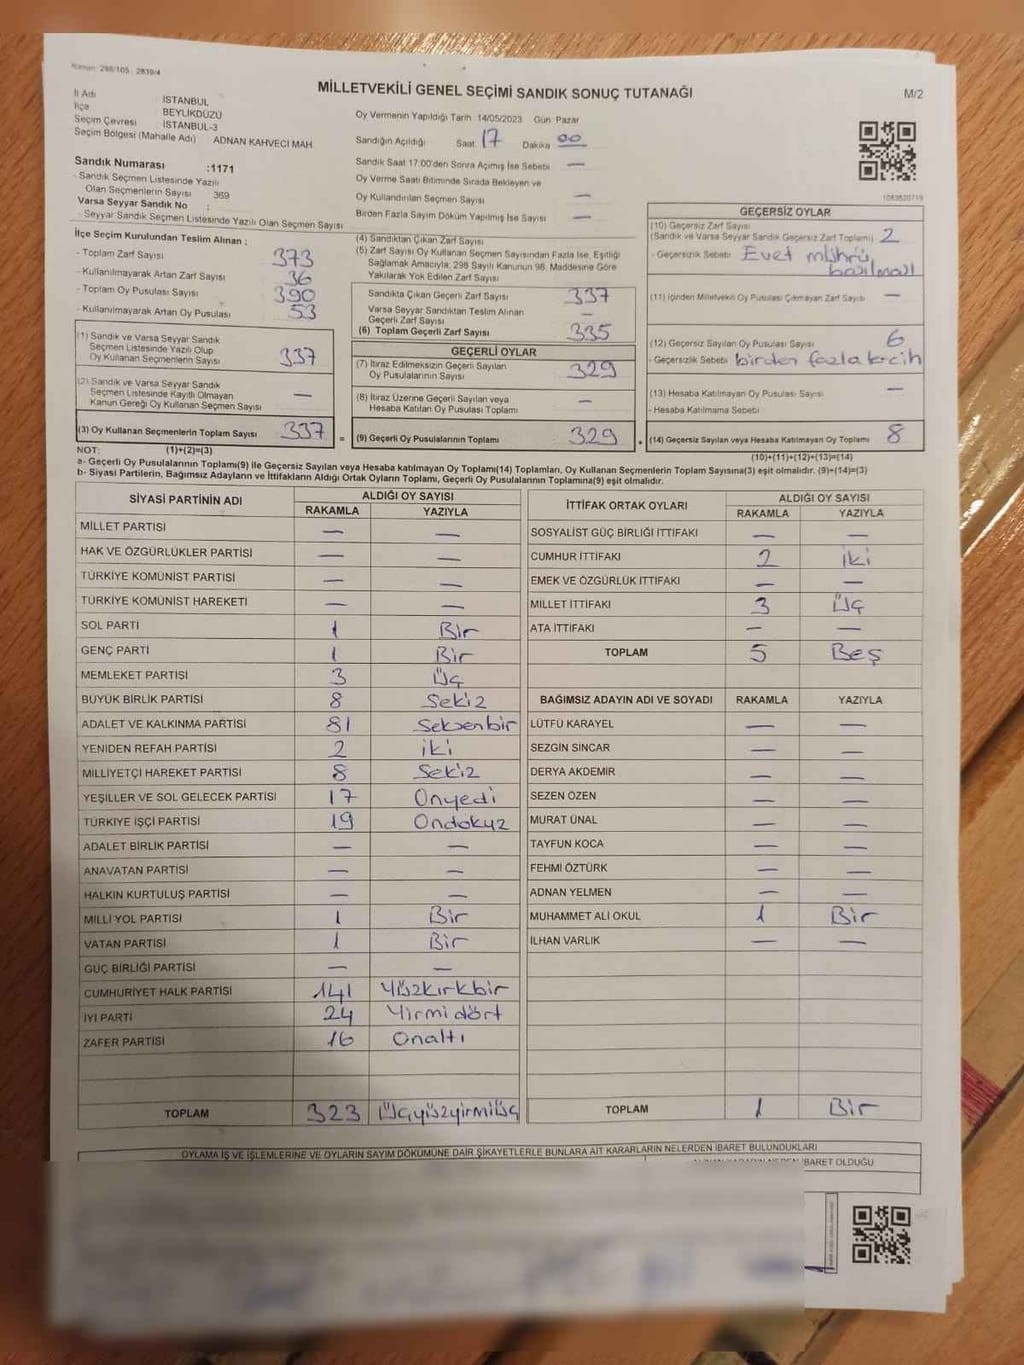 Kanun: 298/105 2839/4
MİLLETVEKİLİ GENEL SEÇİMİ SANDIK SONUÇ TUTANAĞI
M/2
İl Adı İSTANBUL
İlçe BEYLİKDÜZÜ
Seçim Çevresi İSTANBUL-3
Seçim Bölgesi (Mahalle Adı) ADNAN KAHVECİ MAH
Sandık Numarası :1171
- Sandık Seçmen Listesinde Yazılı
Olan Seçmenlerin Sayısı 369
Varsa Seyyar Sandık No :
- Seyyar Sandık Seçmen Listesinde Yazılı Olan Seçmen Sayısı
Oy Vermenin Yapıldığı Tarih :14/05/2023 Gün: Pazar
Sandığın Açıldığı Saat: 17 Dakika 00
Sandık Saat 17:00'den Sonra Açımış İse Sebebi —
Oy Verme Saati Bitiminde Sırada Bekleyen ve
Oy Kullandırılan Seçmen Sayısı —
Birden Fazla Sayım Döküm Yapılmış İse Sayısı —
1083820719
İlçe Seçim Kurulundan Teslim Alınan :
- Toplam Zarf Sayısı 373
- Kullanılmayarak Artan Zarf Sayısı 36
- Toplam Oy Pusulası Sayısı 390
- Kullanılmayarak Artan Oy Pusulası 53
(1) Sandık ve Varsa Seyyar Sandık
Seçmen Listesinde Yazılı Olup
Oy Kullanan Seçmenlerin Sayısı 337
(2) Sandık ve Varsa Seyyar Sandık
Seçmen Listesinde Kayıtlı Olmayan
Kanun Gereği Oy Kullanan Seçmen Sayısı —
(3) Oy Kullanan Seçmenlerin Toplam Sayısı 337 =
(4) Sandıktan Çıkan Zarf Sayısı
(5) Zarf Sayısı Oy Kullanan Seçmen Sayısından Fazla İse, Eşitliği
Sağlamak Amacıyla; 298 Sayılı Kanunun 98. Maddesine Göre
Yakılarak Yok Edilen Zarf Sayısı
Sandıkta Çıkan Geçerli Zarf Sayısı 337
Varsa Seyyar Sandıktan Teslim Alınan
Geçerli Zarf Sayısı —
(6) Toplam Geçerli Zarf Sayısı 335
GEÇERLİ OYLAR
(7) İtiraz Edilmeksizin Geçerli Sayılan
Oy Pusulalarının Sayısı 329
(8) İtiraz Üzerine Geçerli Sayılan veya
Hesaba Katılan Oy Pusulası Toplamı —
(9) Geçerli Oy Pusulalarının Toplamı 329 +
GEÇERSİZ OYLAR
(10) Geçersiz Zarf Sayısı
(Sandık ve Varsa Seyyar Sandık Geçersiz Zarf Toplamı) 2
- Geçersizlik Sebebi Evet mührü
basılmadı
(11) İçinden Milletvekili Oy Pusulası Çıkmayan Zarf Sayısı —
(12) Geçersiz Sayılan Oy Pusulası Sayısı 6
- Geçersizlik Sebebi birden fazla tercih
(13) Hesaba Katılmayan Oy Pusulası Sayısı —
- Hesaba Katılmama Sebebi
(14) Geçersiz Sayılan veya Hesaba Katılmayan Oy Toplamı 8
NOT: (1)+(2)=(3)
(10)+(11)+(12)+(13)=(14)
a- Geçerli Oy Pusulalarının Toplamı(9) ile Geçersiz Sayılan veya Hesaba katılmayan Oy Toplamı(14) Toplamları, Oy Kullanan Seçmenlerin Toplam Sayısına(3) eşit olmalıdır. (9)+(14)=(3)
b- Siyasi Partilerin, Bağımsız Adayların ve İttifakların Aldığı Ortak Oyların Toplamı, Geçerli Oy Pusulalarının Toplamına(9) eşit olmalıdır.
SİYASİ PARTİNİN ADI ALDIĞI OY SAYISI
RAKAMLA YAZIYLA
MİLLET PARTİSİ — —
HAK VE ÖZGÜRLÜKLER PARTİSİ — —
TÜRKİYE KOMÜNİST PARTİSİ — —
TÜRKİYE KOMÜNİST HAREKETİ — —
SOL PARTİ 1 Bir
GENÇ PARTİ 1 Bir
MEMLEKET PARTİSİ 3 Üç
BÜYÜK BİRLİK PARTİSİ 8 Sekiz
ADALET VE KALKINMA PARTİSİ 81 Seksenbir
YENİDEN REFAH PARTİSİ 2 iki
MİLLİYETÇİ HAREKET PARTİSİ 8 Sekiz
YEŞİLLER VE SOL GELECEK PARTİSİ 17 Onyedi
TÜRKİYE İŞÇİ PARTİSİ 19 Ondokuz
ADALET BİRLİK PARTİSİ — —
ANAVATAN PARTİSİ — —
HALKIN KURTULUŞ PARTİSİ — —
MİLLİ YOL PARTİSİ 1 Bir
VATAN PARTİSİ 1 Bir
GÜÇ BİRLİĞİ PARTİSİ — —
CUMHURİYET HALK PARTİSİ 141 Yüzkırkbir
İYİ PARTİ 24 Yirmidört
ZAFER PARTİSİ 16 Onaltı
TOPLAM 323 Üçyüzyirmiüç
İTTİFAK ORTAK OYLARI ALDIĞI OY SAYISI
RAKAMLA YAZIYLA
SOSYALİST GÜÇ BİRLİĞİ İTTİFAKI — —
CUMHUR İTTİFAKI 2 iki
EMEK VE ÖZGÜRLÜK İTTİFAKI — —
MİLLET İTTİFAKI 3 Üç
ATA İTTİFAKI — —
TOPLAM 5 Beş
BAĞIMSIZ ADAYIN ADI VE SOYADI RAKAMLA YAZIYLA
LÜTFÜ KARAYEL — —
SEZGİN SİNCAR — —
DERYA AKDEMİR — —
SEZEN ÖZEN — —
MURAT ÜNAL — —
TAYFUN KOCA — —
FEHMİ ÖZTÜRK — —
ADNAN YELMEN — —
MUHAMMET ALİ OKUL 1 Bir
İLHAN VARLIK — —
TOPLAM 1 Bir
OYLAMA İŞ VE İŞLEMLERİNE VE OYLARIN SAYIM DÖKÜMÜNE DAİR ŞİKAYETLERLE BUNLARA AİT KARARLARIN NELERDEN İBARET BULUNDUKLARI
İBARET OLDUĞU